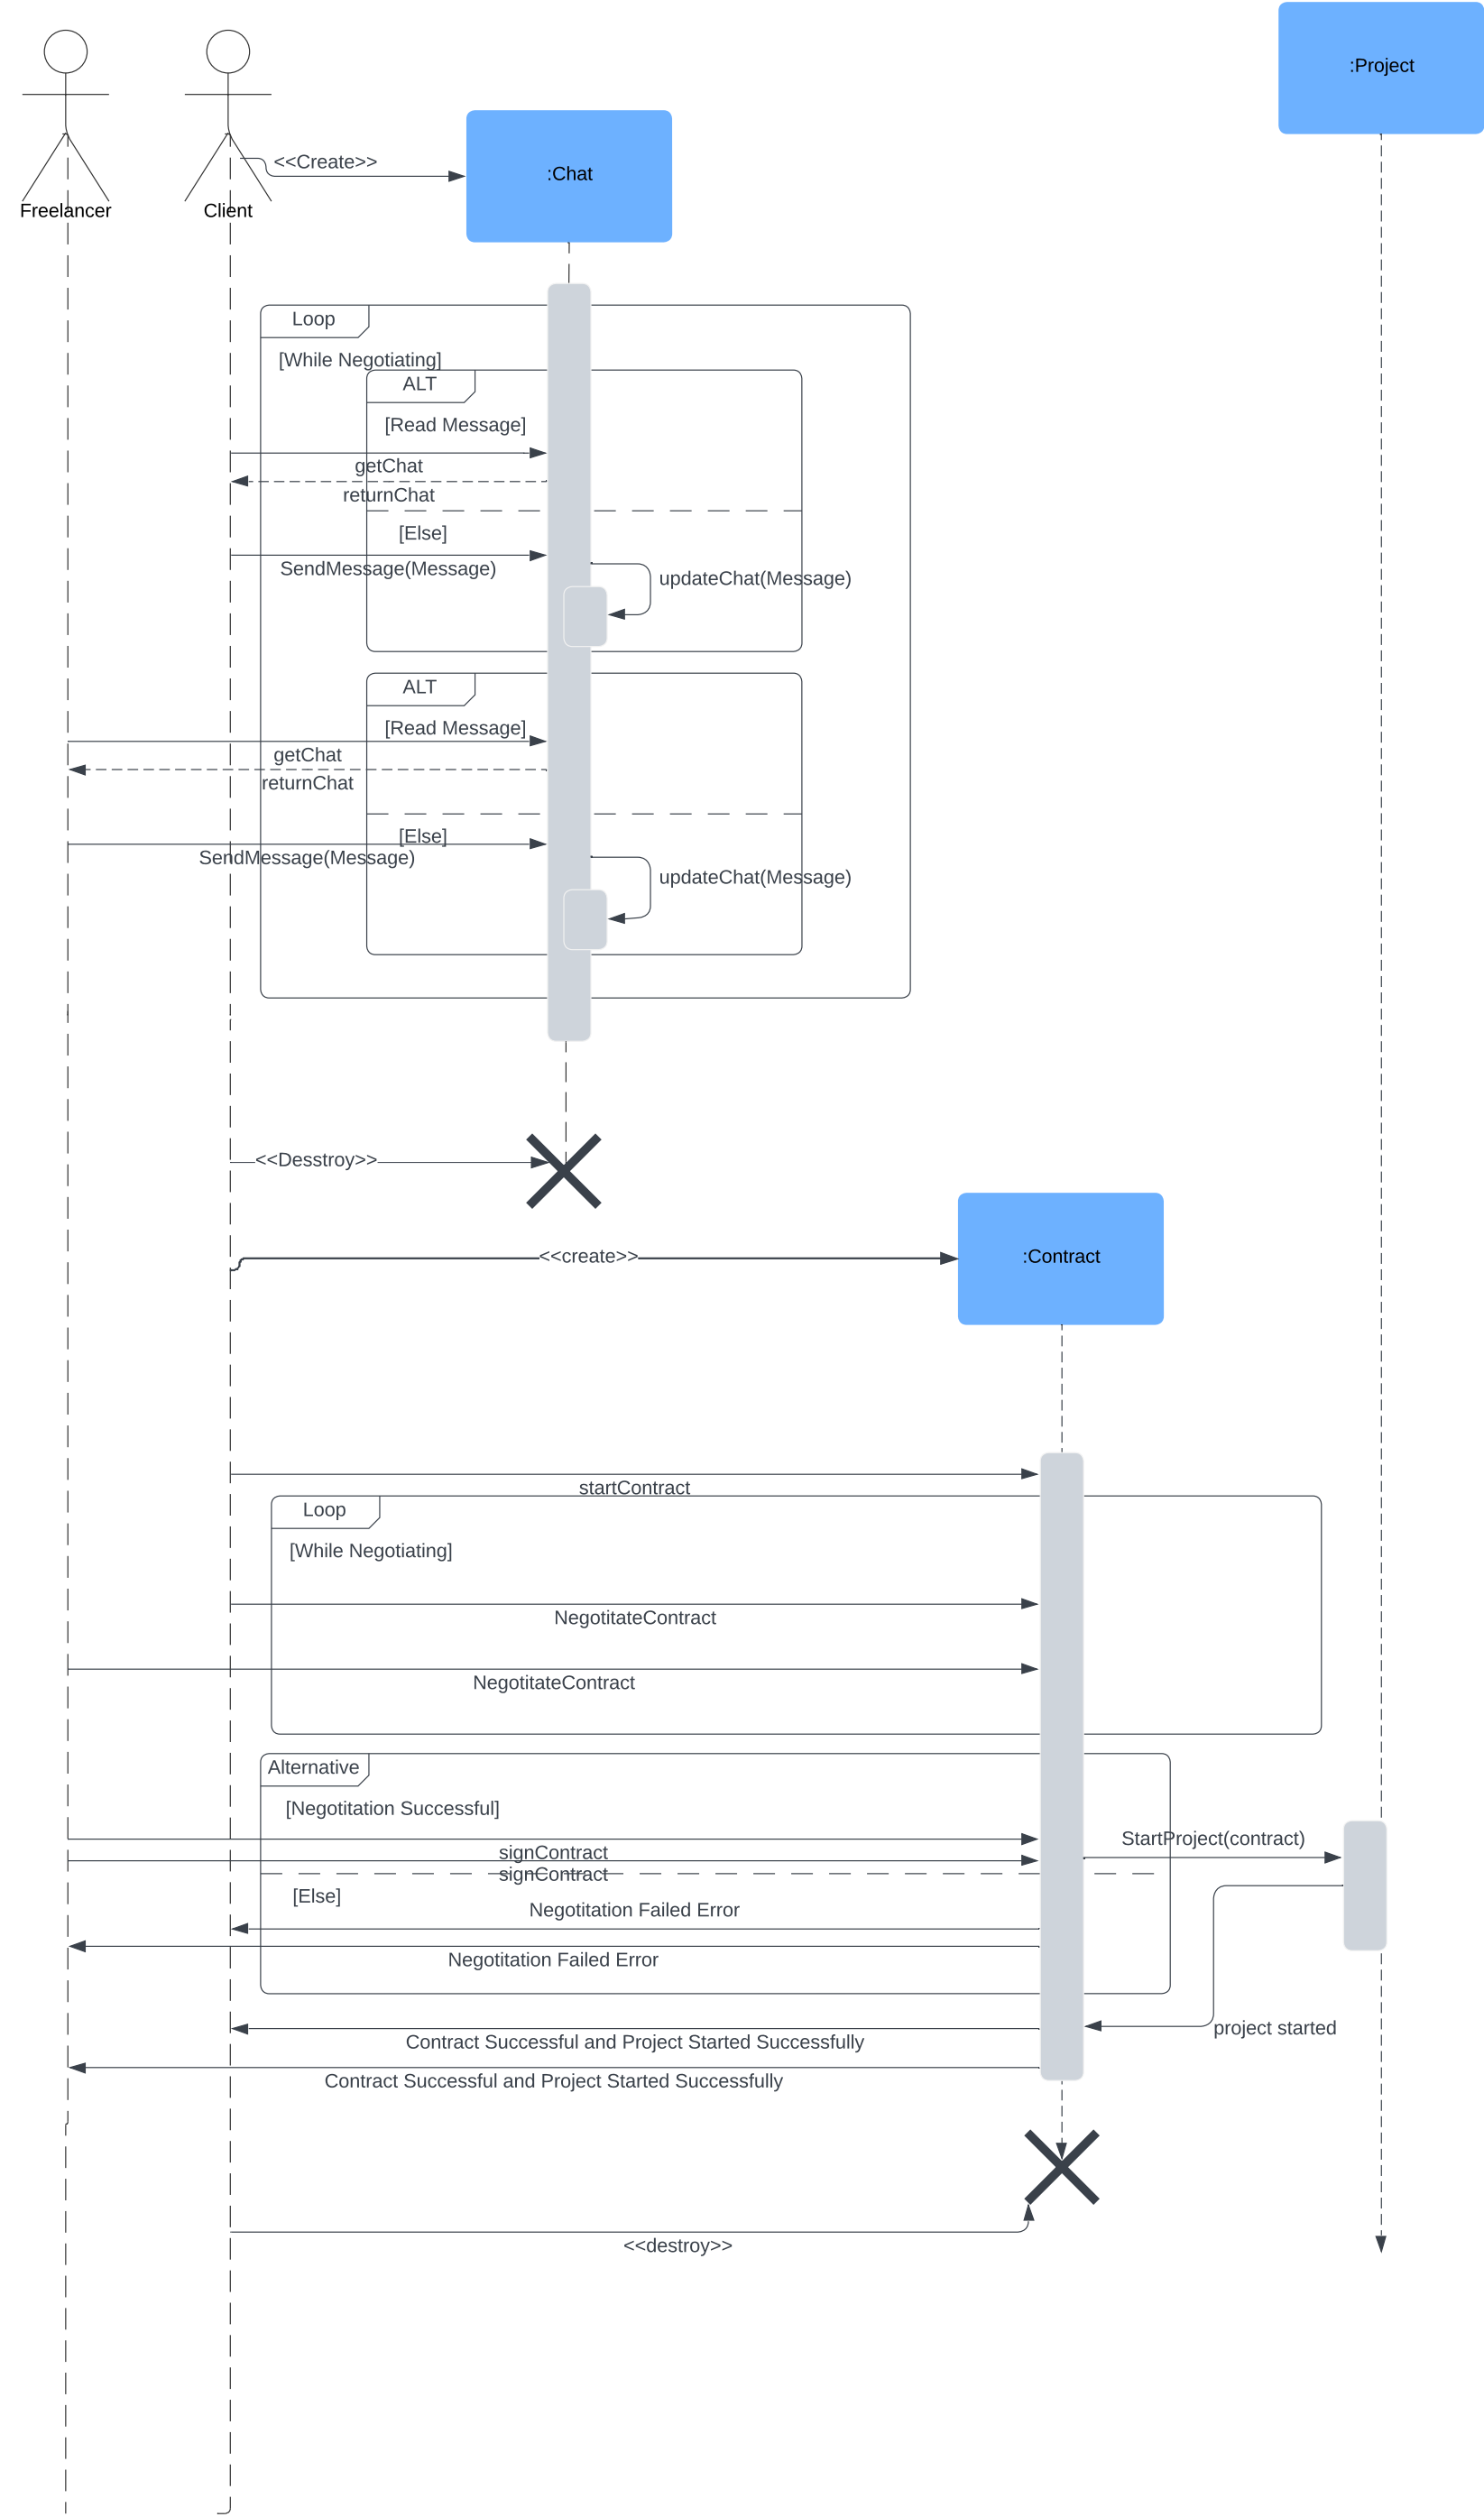 :Project
<<Create>>
:Chat
Freelancer
Client
Loop
[While Negotiating]
ALT
[Read Message]
getChat
returnChat
[Else]
SendMessage(Message)
updateChat(Message)
ALT
[Read Message]
getChat
returnChat
[Else]
SendMessage(Message)
updateChat(Message)
<<Desstroy>>
<<create>>
:Contract
startContract
Loop
[While Negotiating]
NegotitateContract
NegotitateContract
Alternative
[Negotitation Successful]
StartProject(contract)
signContract
signContract
[Else]
Negotitation Failed Error
Negotitation Failed Error
project started
Contract Successful and Project Started Successfully
Contract Successful and Project Started Successfully
<<destroy>>